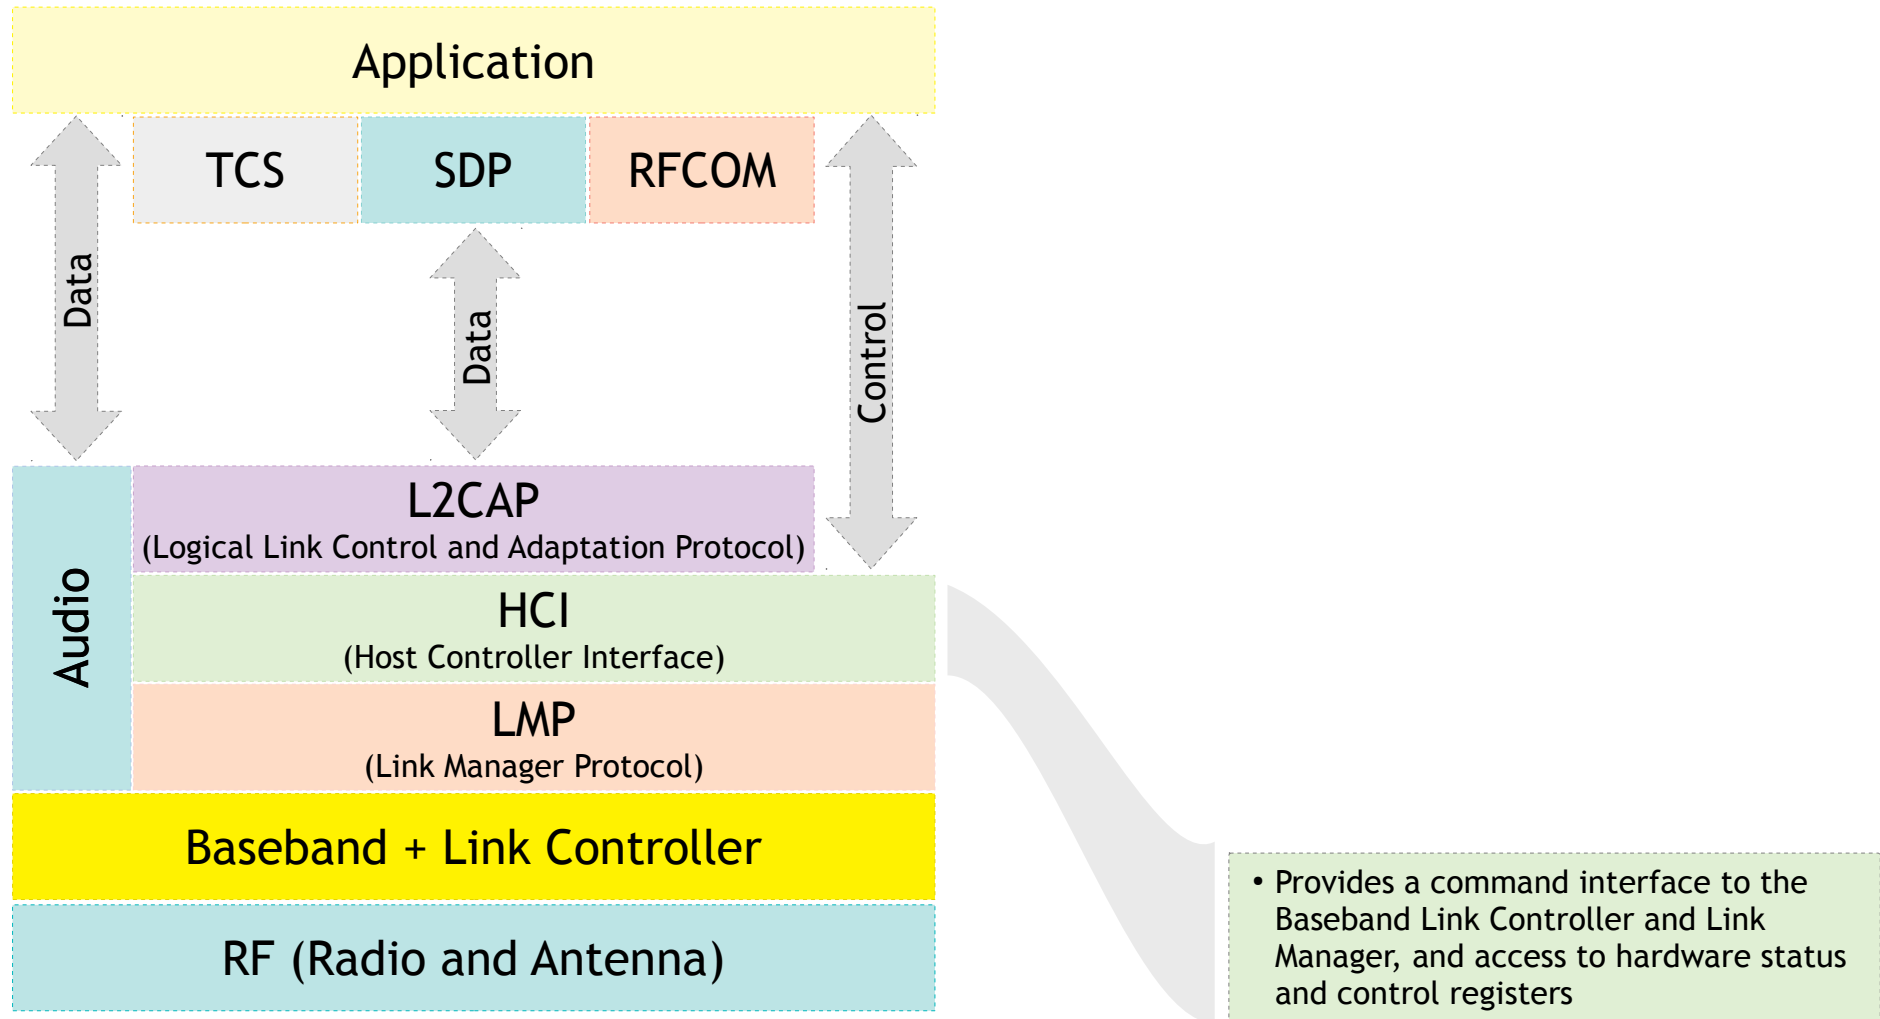 Application
TCS
SDP
RFCOM
Data
Data
Control
L2CAP
(Logical Link Control and Adaptation Protocol)
Audio
HCI
(Host Controller Interface)
LMP
(Link Manager Protocol)
Baseband + Link Controller
RF (Radio and Antenna)
• Provides a command interface to the
Baseband Link Controller and Link
Manager, and access to hardware status
and control registers